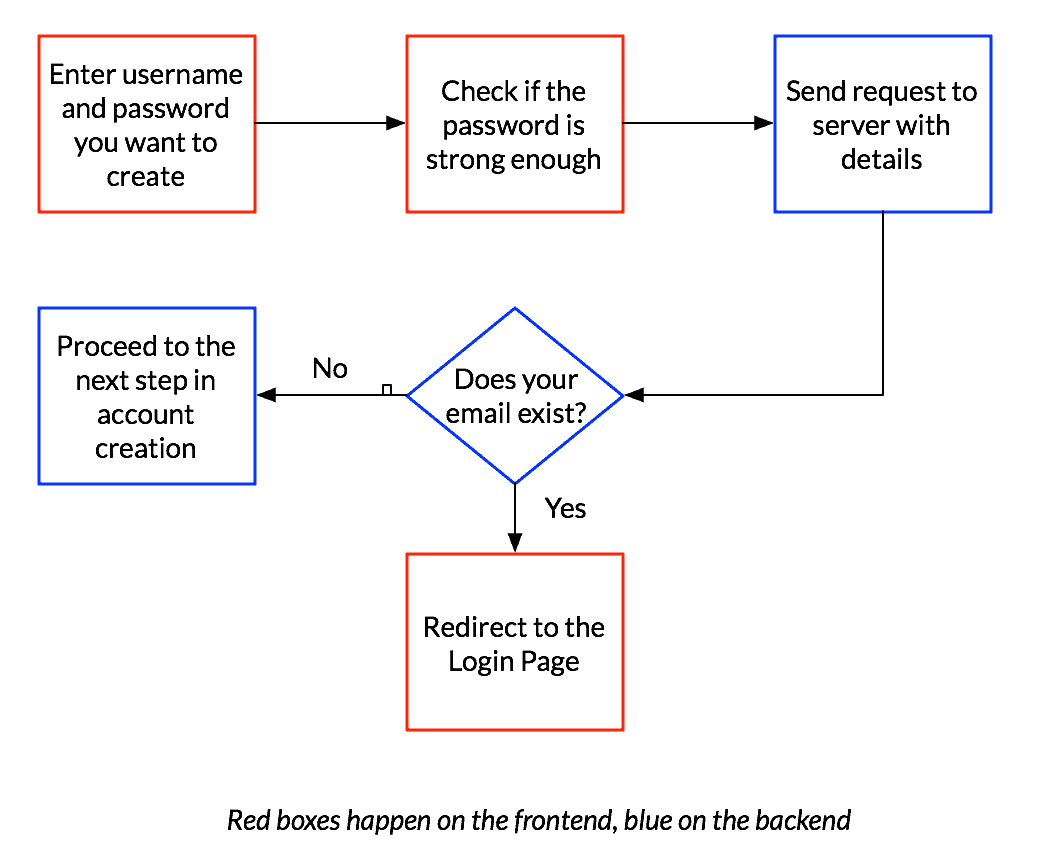 Enter username
and password
you want to
create
Check if the
password is
strong enough
Send request to
server with
details
Proceed to the
next step in
account
creation
No
Does your
email exist?
Yes
Redirect to the
Login Page
Red boxes happen on the frontend, blue on the backend